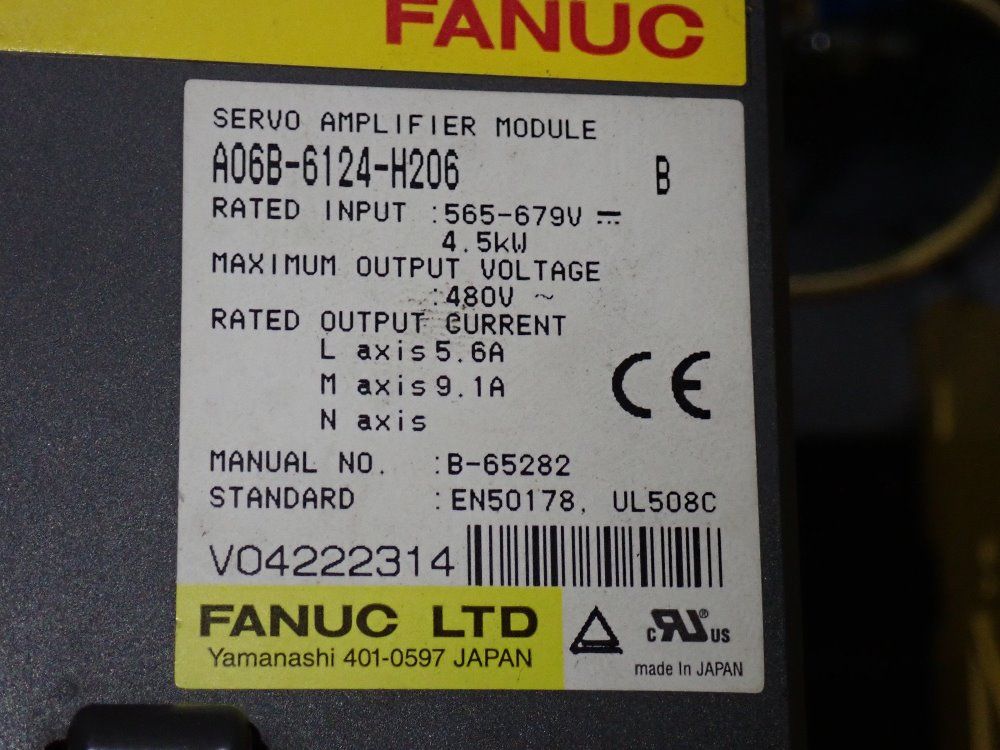 FANUC
SERVO AMPLIFIER MODULE
A06B-6124-H206 B
RATED INPUT :565-679V ⎓
4.5kW
MAXIMUM OUTPUT VOLTAGE
:480V ~
RATED OUTPUT CURRENT
L axis 5.6A
M axis 9.1A
N axis
MANUAL NO. :B-65282
STANDARD :EN50178, UL508C
CE
V04222314
FANUC LTD
Yamanashi 401-0597 JAPAN
c RU ® US
made In JAPAN